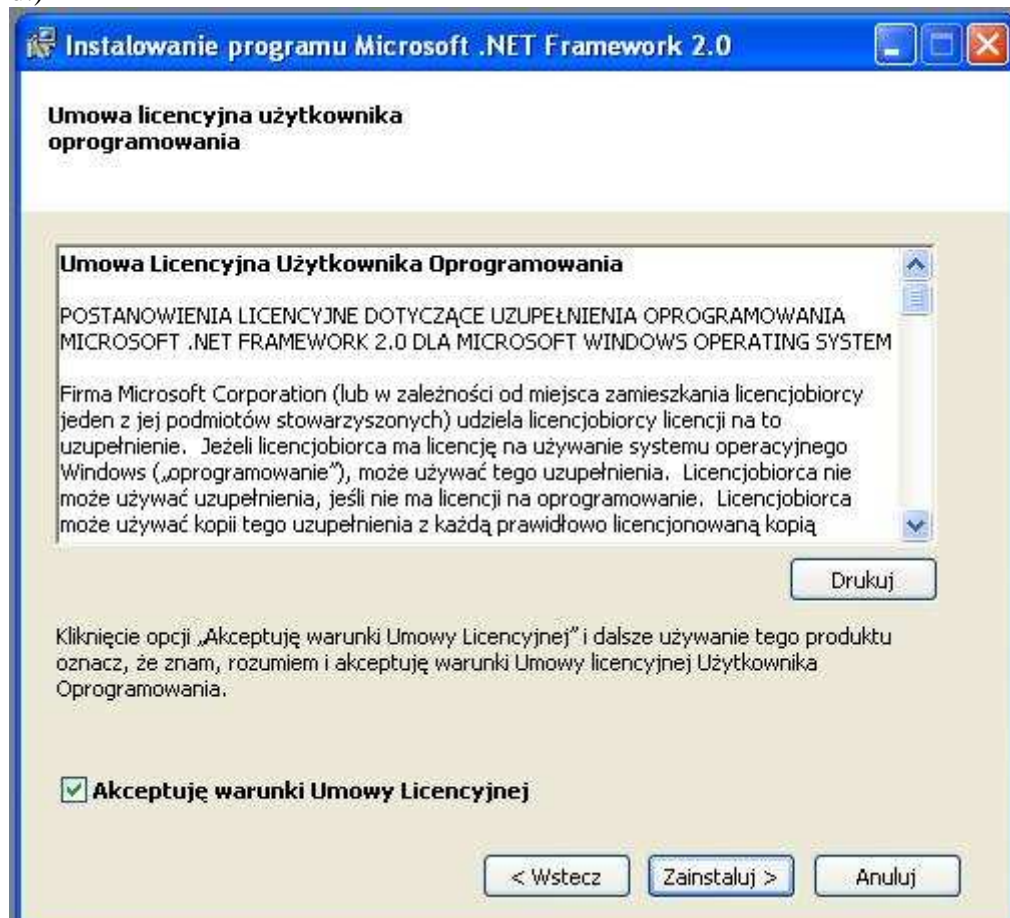 Instalowanie programu Microsoft .NET Framework 2.0
Umowa licencyjna użytkownika
oprogramowania
Umowa Licencyjna Użytkownika Oprogramowania
POSTANOWIENIA LICENCYJNE DOTYCZĄCE UZUPEŁNIENIA OPROGRAMOWANIA
MICROSOFT .NET FRAMEWORK 2.0 DLA MICROSOFT WINDOWS OPERATING SYSTEM
Firma Microsoft Corporation (lub w zależności od miejsca zamieszkania licencjobiorcy
jeden z jej podmiotów stowarzyszonych) udziela licencjobiorcy licencji na to
uzupełnienie.  Jeżeli licencjobiorca ma licencję na używanie systemu operacyjnego
Windows („oprogramowanie”), może używać tego uzupełnienia.  Licencjobiorca nie
może używać uzupełnienia, jeśli nie ma licencji na oprogramowanie.  Licencjobiorca
może używać kopii tego uzupełnienia z każdą prawidłowo licencjonowaną kopią
Drukuj
Kliknięcie opcji „Akceptuję warunki Umowy Licencyjnej” i dalsze używanie tego produktu
oznacz, że znam, rozumiem i akceptuję warunki Umowy licencyjnej Użytkownika
Oprogramowania.
Akceptuję warunki Umowy Licencyjnej
< Wstecz
Zainstaluj >
Anuluj